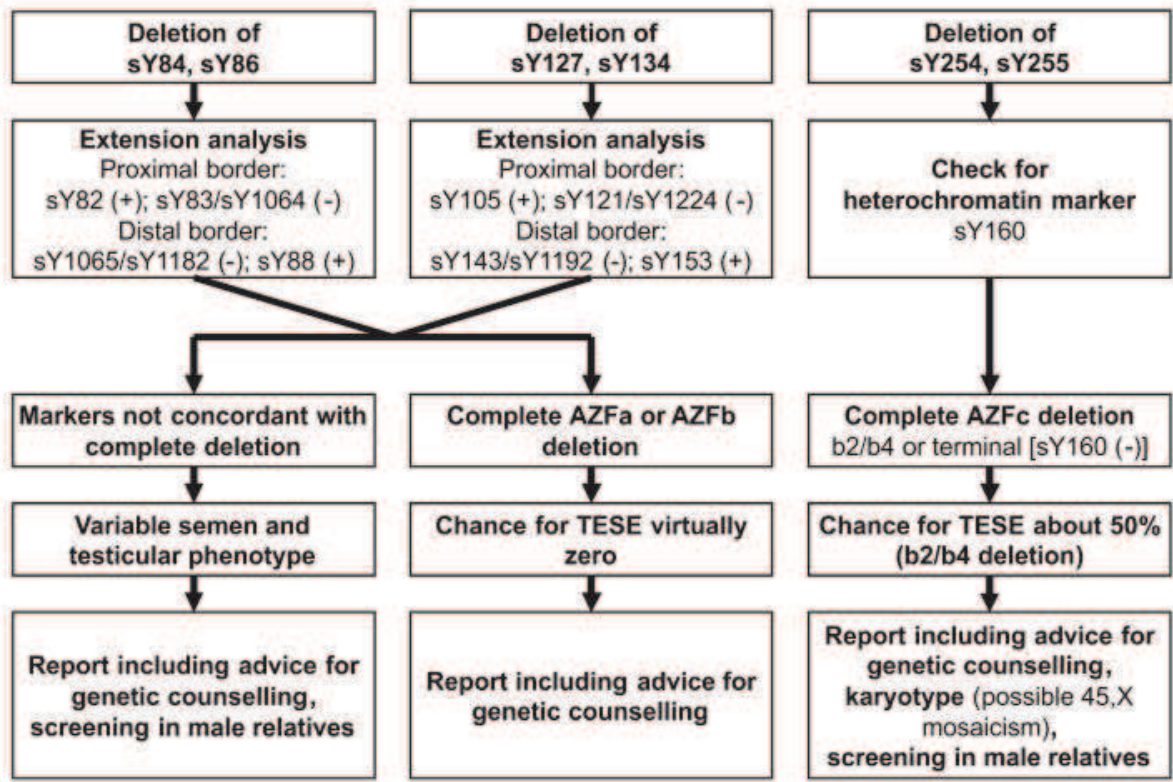 Deletion of
sY84, sY86
Deletion of
sY127, sY134
Deletion of
sY254, sY255
Extension analysis
Proximal border:
sY82 (+); sY83/sY1064 (-)
Distal border:
sY1065/sY1182 (-); sY88 (+)
Extension analysis
Proximal border:
sY105 (+); sY121/sY1224 (-)
Distal border:
sY143/sY1192 (-); sY153 (+)
Check for
heterochromatin marker
sY160
Markers not concordant with
complete deletion
Complete AZFa or AZFb
deletion
Complete AZFc deletion
b2/b4 or terminal [sY160 (-)]
Variable semen and
testicular phenotype
Chance for TESE virtually
zero
Chance for TESE about 50%
(b2/b4 deletion)
Report including advice for
genetic counselling,
screening in male relatives
Report including advice for
genetic counselling
Report including advice for
genetic counselling,
karyotype (possible 45,X
mosaicism),
screening in male relatives